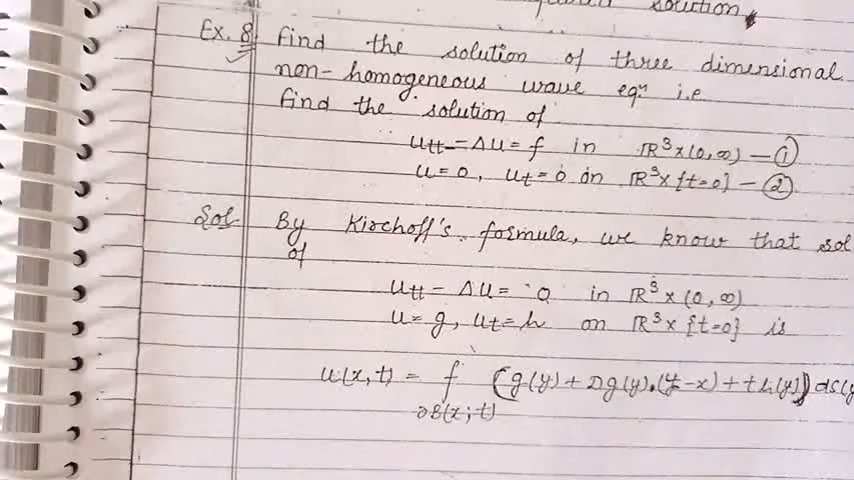 solution
Ex. 8 Find the solution of three dimensional
non-homogeneous wave eqⁿ i.e
find the solution of
utt - Δu = f in ℝ³×(0,∞) — ①
u=0, ut=0 on ℝ³×{t=0} — ②
Sol By Kirchoff's formula, we know that sol
of
utt - Δu = 0 in ℝ³×(0,∞)
u=g, ut=h on ℝ³×{t=0} is
u(x,t) = ⨍ (g(y) + Dg(y).(y-x) + th(y)) ds(y
∂B(x;t)